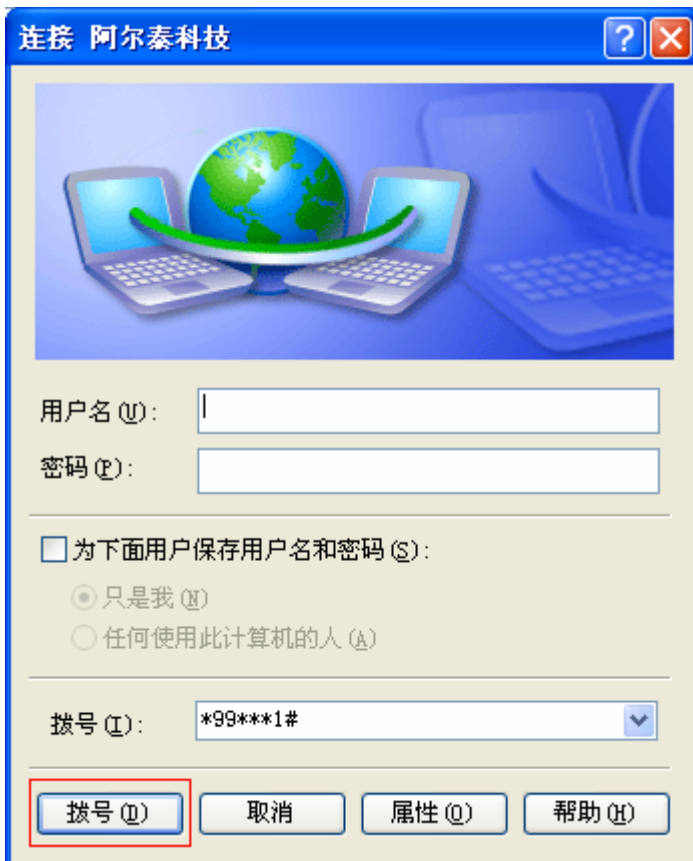 连接 阿尔泰科技
用户名(U):
密码(P):
为下面用户保存用户名和密码(S):
只是我(N)
任何使用此计算机的人(A)
拨号(I): *99***1#
拨号(D) 取消 属性(O) 帮助(H)